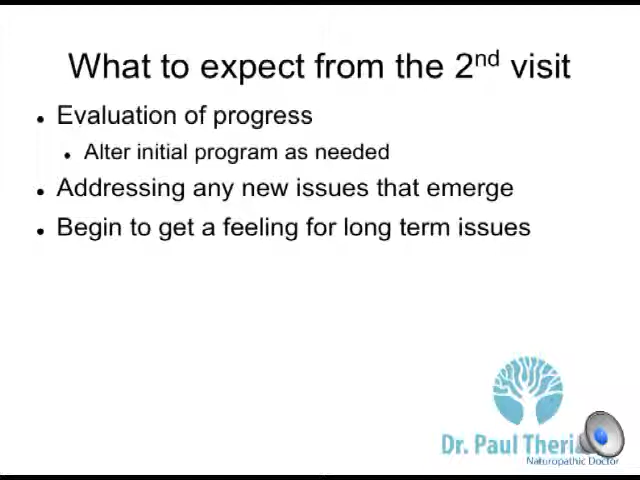 What to expect from the 2nd visit
• Evaluation of progress
• Alter initial program as needed
• Addressing any new issues that emerge
• Begin to get a feeling for long term issues
Dr. Paul
Naturopathic Doctor